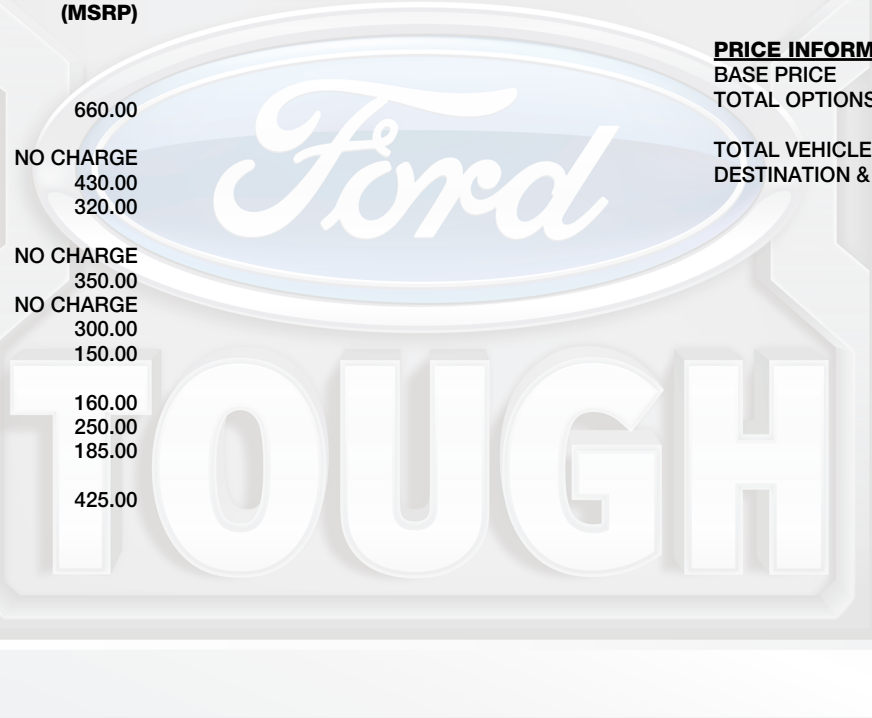 (MSRP)
660.00
NO CHARGE
430.00
320.00
NO CHARGE
350.00
NO CHARGE
300.00
150.00
160.00
250.00
185.00
425.00
PRICE INFORM
BASE PRICE
TOTAL OPTIONS
TOTAL VEHICLE
DESTINATION &
Ford
TOUGH